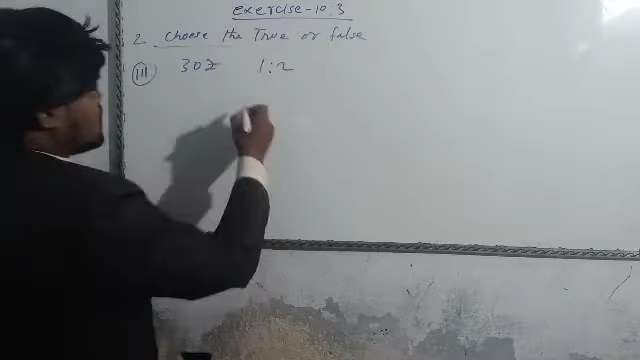 exercise-10.3
2. choose the True or false
(III) 30% 1:2